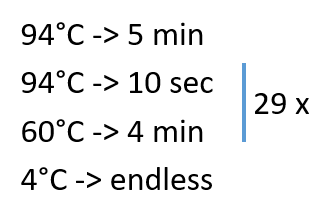 94°C -> 5 min
94°C -> 10 sec
29 x
60°C -> 4 min
4°C -> endless